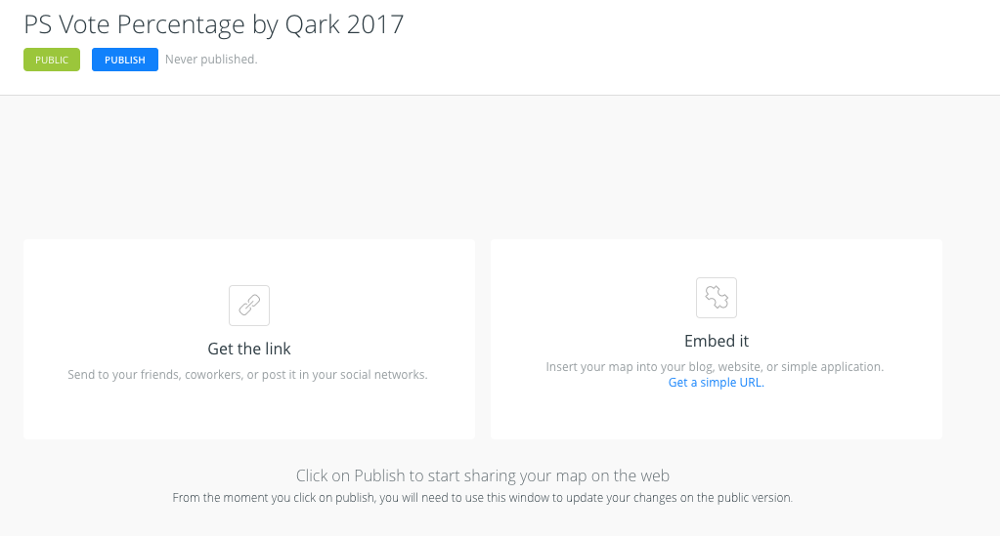 PS Vote Percentage by Qark 2017
PUBLIC PUBLISH Never published.
Get the link
Send to your friends, coworkers, or post it in your social networks.
Embed it
Insert your map into your blog, website, or simple application.
Get a simple URL.
Click on Publish to start sharing your map on the web
From the moment you click on publish, you will need to use this window to update your changes on the public version.